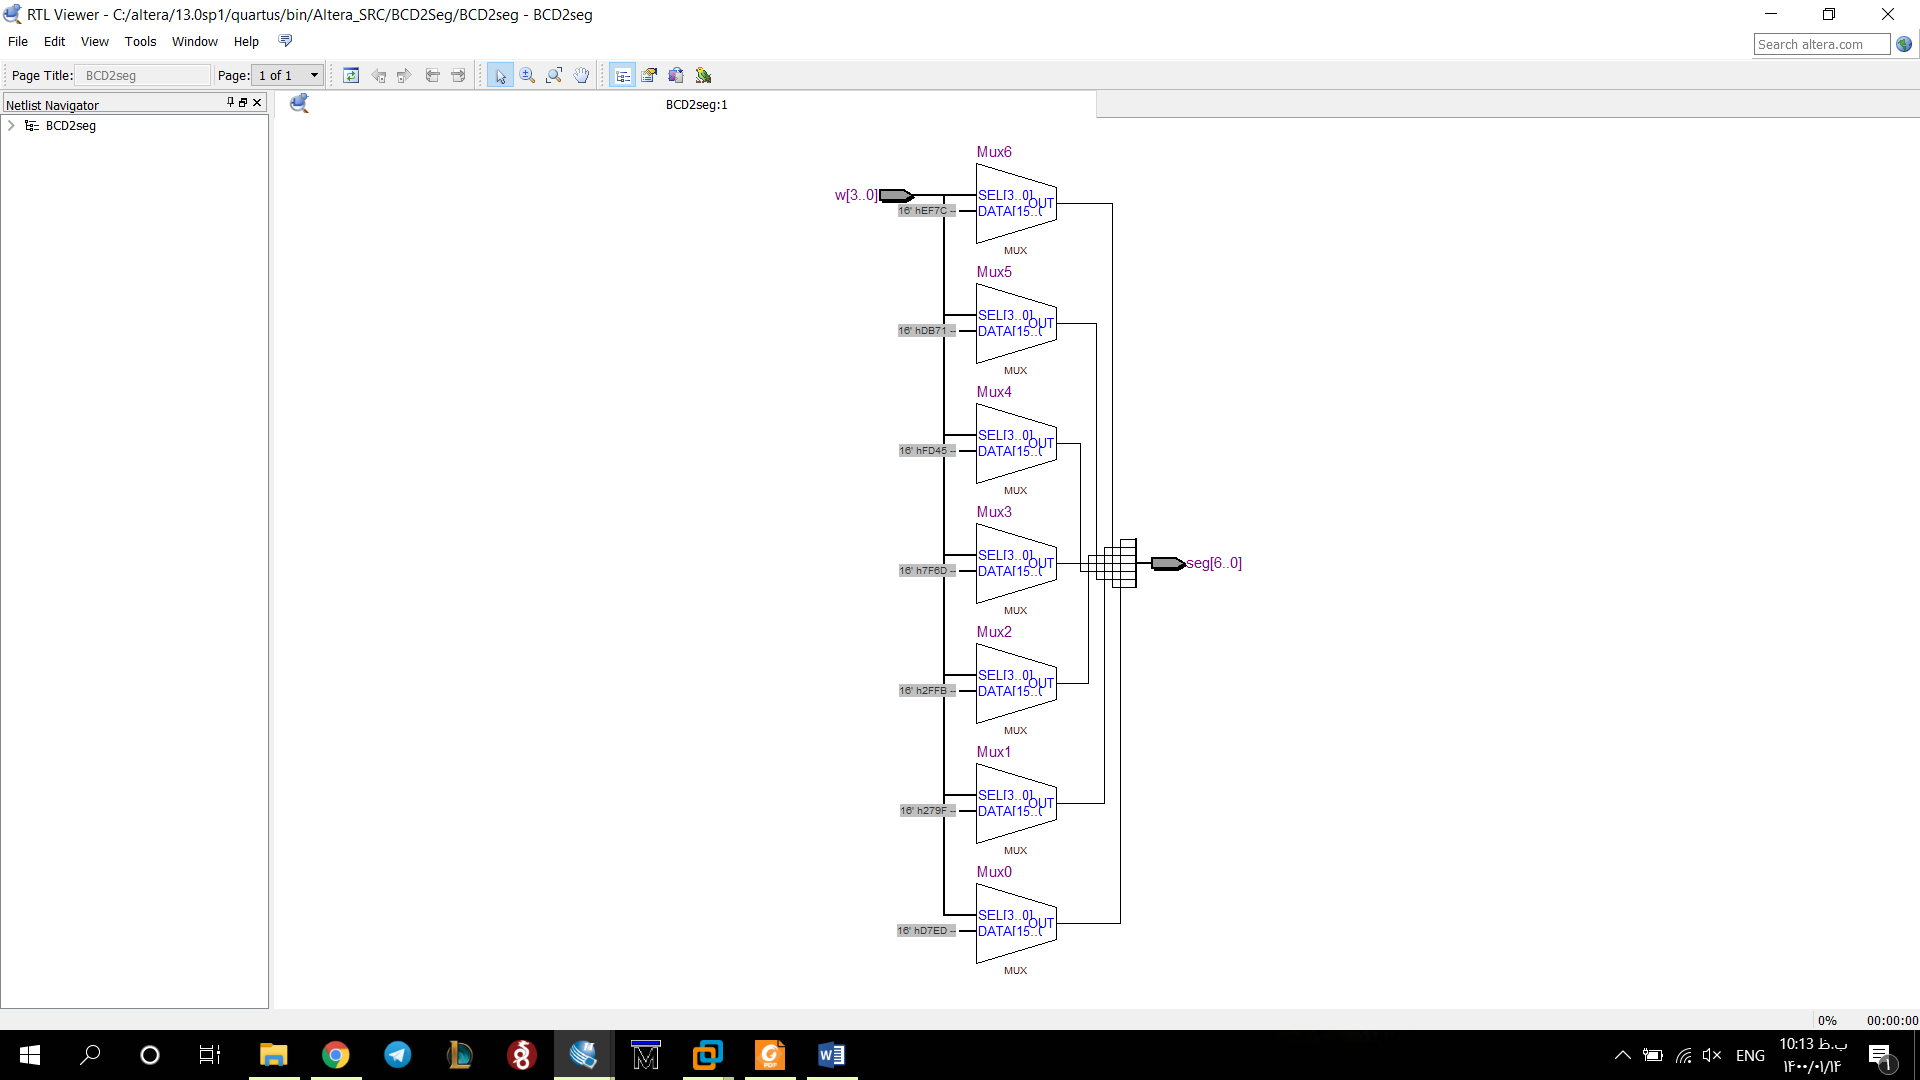 RTL Viewer - C:/altera/13.0sp1/quartus/bin/Altera_SRC/BCD2Seg/BCD2seg - BCD2seg
File Edit View Tools Window Help
Search altera.com
Page Title: BCD2seg Page: 1 of 1
Netlist Navigator
BCD2seg:1
BCD2seg
Mux6
w[3..0]
SEL[3..0]
OUT
16' hEF7C --
DATA[15..0
MUX
Mux5
SEL[3..0]
OUT
16' hDB71 --
DATA[15..0
MUX
Mux4
SEL[3..0]
OUT
16' hFD45 --
DATA[15..0
MUX
Mux3
SEL[3..0]
OUT
seg[6..0]
16' h7F6D --
DATA[15..0
MUX
Mux2
SEL[3..0]
OUT
16' h2FFB --
DATA[15..0
MUX
Mux1
SEL[3..0]
OUT
16' h279F --
DATA[15..0
MUX
Mux0
SEL[3..0]
OUT
16' hD7ED --
DATA[15..0
MUX
0% 00:00:00
ENG
10:13 ب.ظ
۱۴۰۰/۰۱/۱۴
۱
PDF